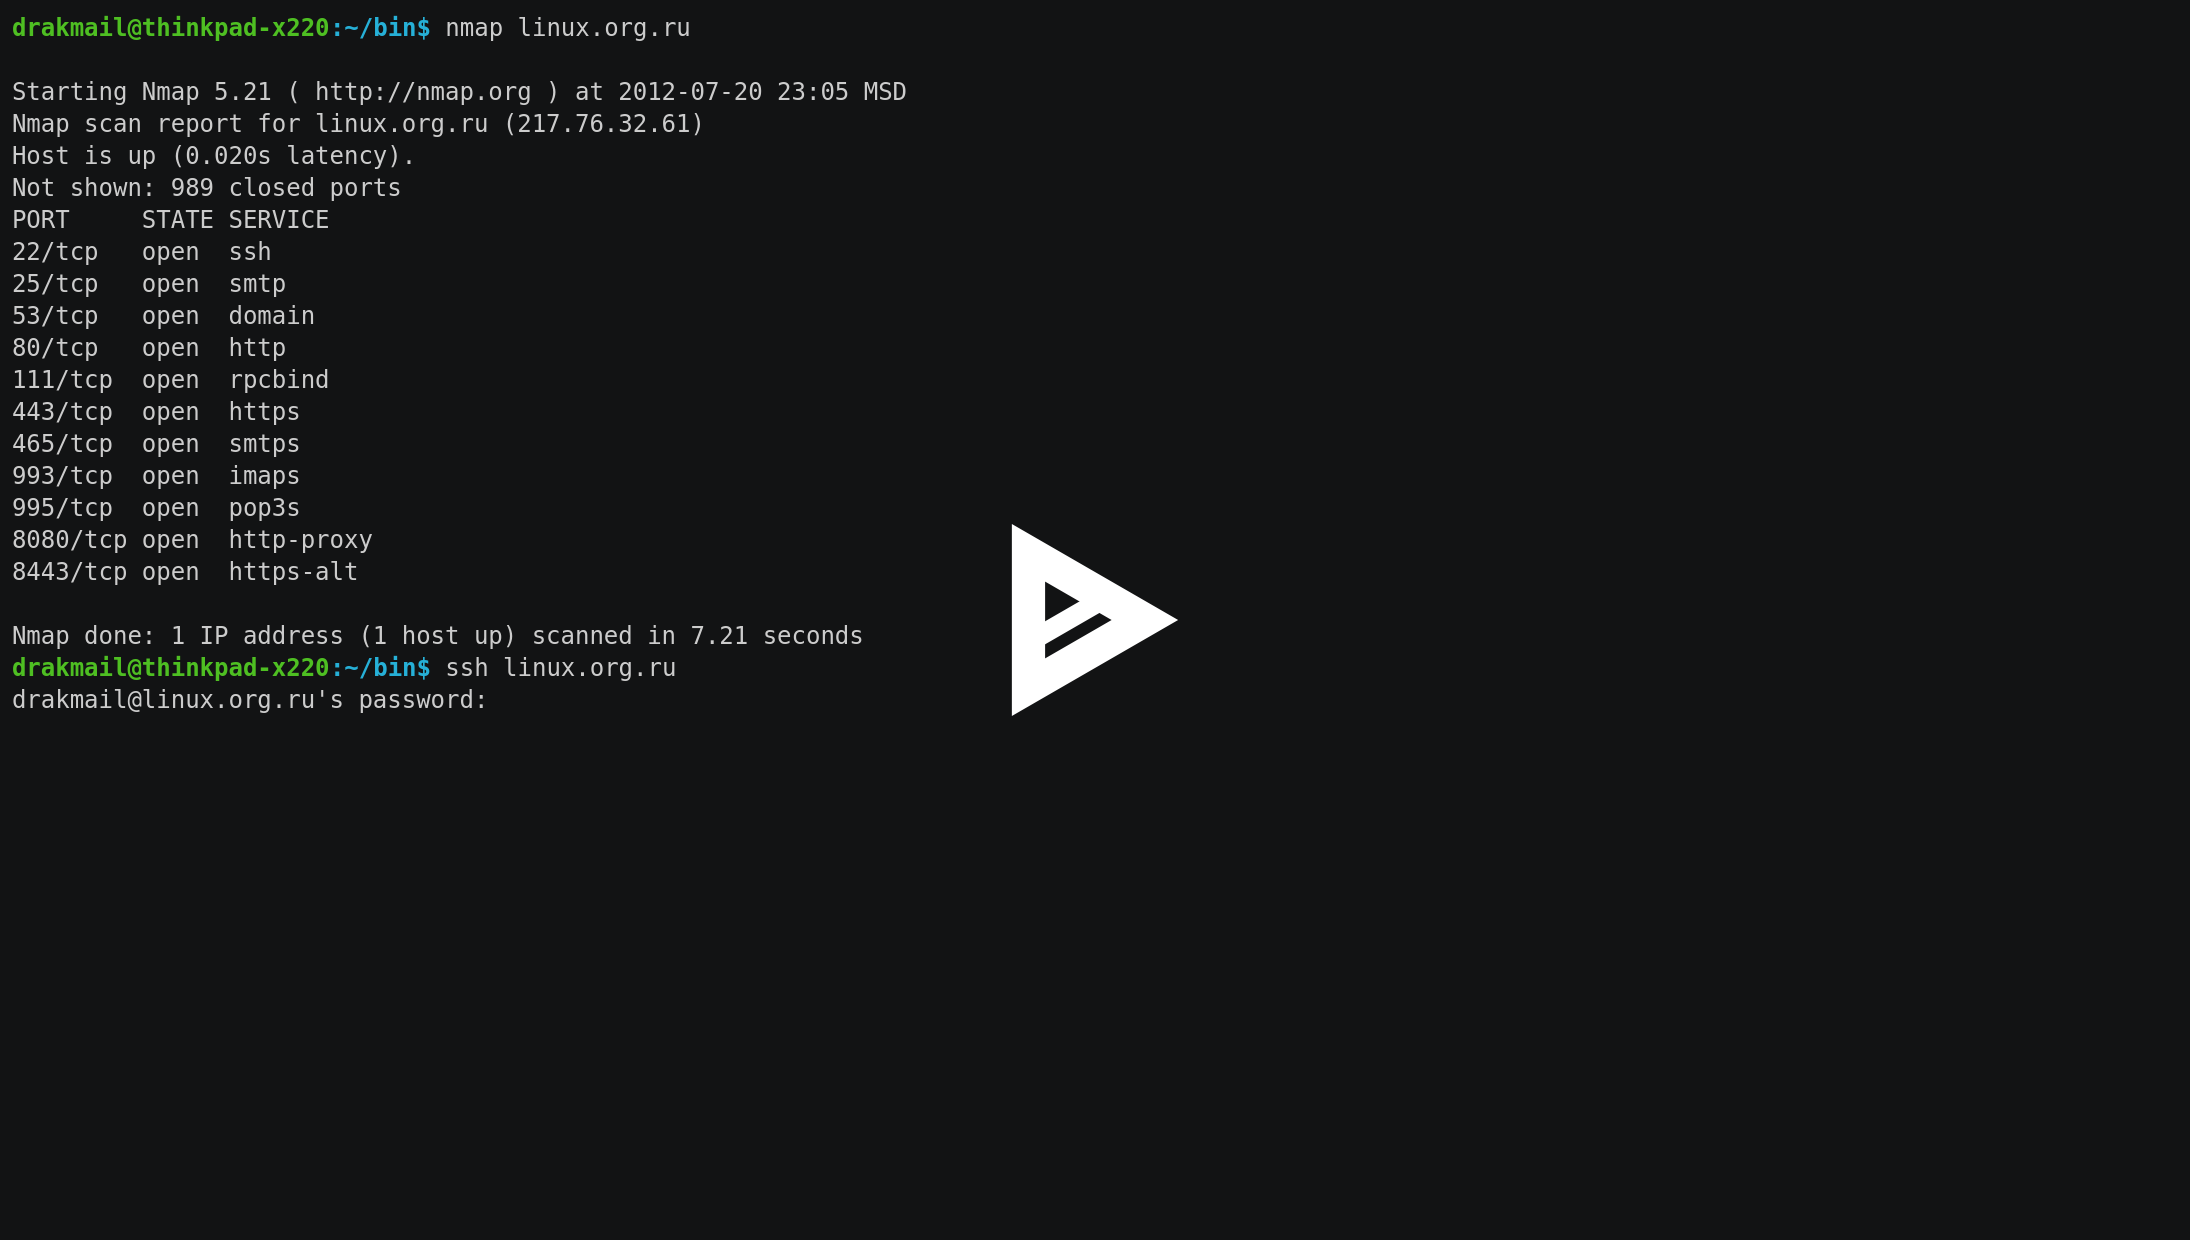 drakmail@thinkpad-x220:~/bin$ nmap linux.org.ru
Starting Nmap 5.21 ( http://nmap.org ) at 2012-07-20 23:05 MSD
Nmap scan report for linux.org.ru (217.76.32.61)
Host is up (0.020s latency).
Not shown: 989 closed ports
PORT     STATE SERVICE
22/tcp   open  ssh
25/tcp   open  smtp
53/tcp   open  domain
80/tcp   open  http
111/tcp  open  rpcbind
443/tcp  open  https
465/tcp  open  smtps
993/tcp  open  imaps
995/tcp  open  pop3s
8080/tcp open  http-proxy
8443/tcp open  https-alt
Nmap done: 1 IP address (1 host up) scanned in 7.21 seconds
drakmail@thinkpad-x220:~/bin$ ssh linux.org.ru
drakmail@linux.org.ru's password: